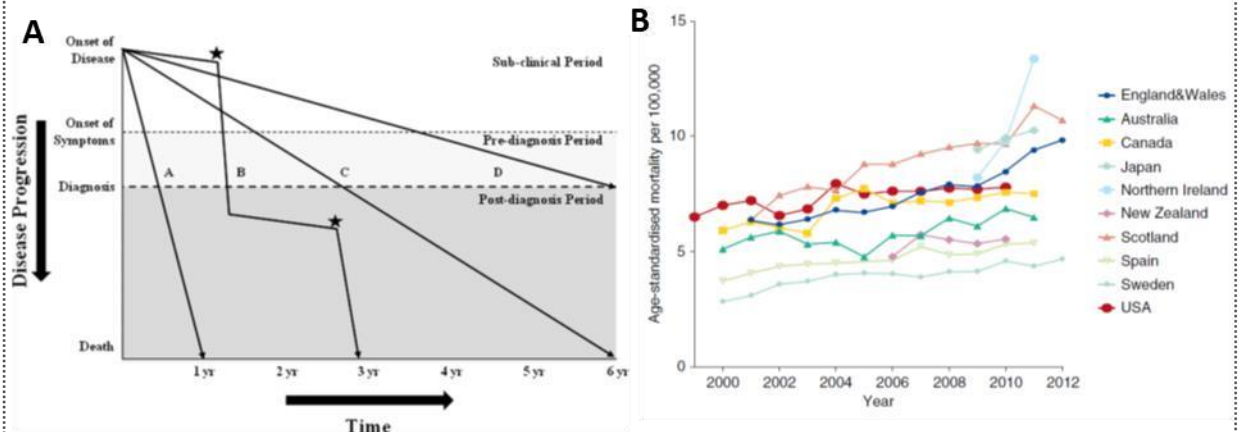 A
Onset of
Disease
Sub-clinical Period
Onset of
Symptoms
Pre-diagnosis Period
A
B
C
D
Diagnosis
Post-diagnosis Period
Death
Disease Progression
1 yr
2 yr
3 yr
4 yr
5 yr
6 yr
Time
B
Age-standardised mortality per 100,000
15
10
5
0
2000
2002
2004
2006
2008
2010
2012
Year
England&Wales
Australia
Canada
Japan
Northern Ireland
New Zealand
Scotland
Spain
Sweden
USA